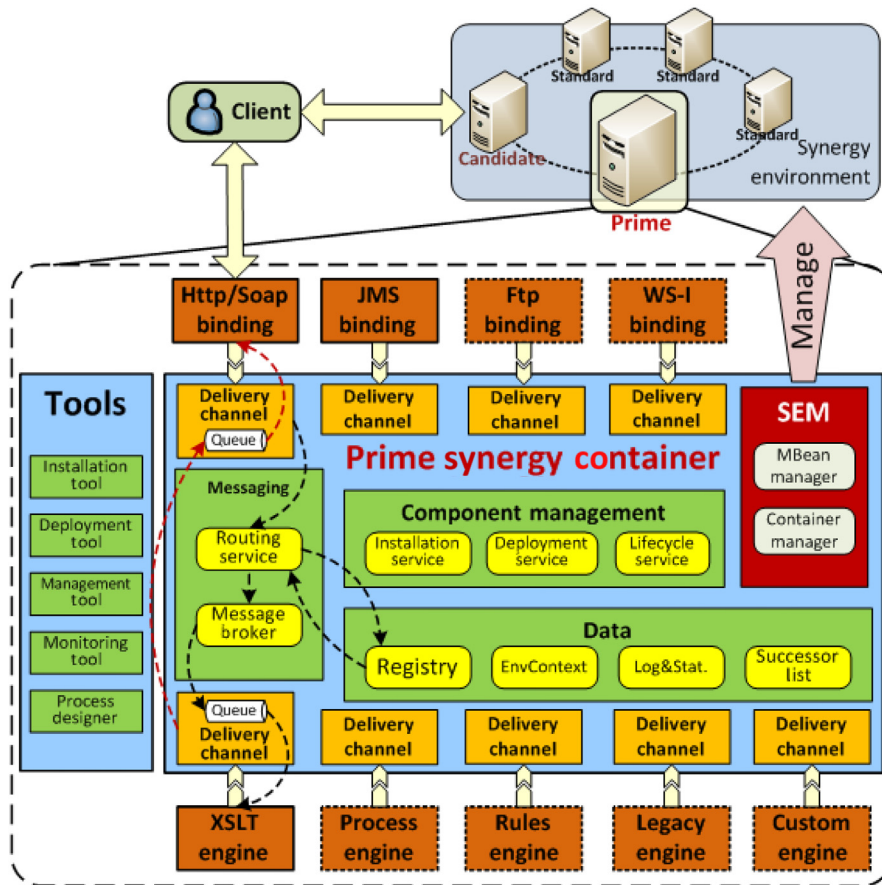 Standard
Standard
Standard
Client
Candidate
Synergy
environment
Prime
Manage
Http/Soap
binding
JMS
binding
Ftp
binding
WS-I
binding
Tools
Installation
tool
Deployment
tool
Management
tool
Monitoring
tool
Process
designer
Delivery
channel
Queue
Delivery
channel
Delivery
channel
Delivery
channel
SEM
MBean
manager
Container
manager
Prime synergy container
Messaging
Routing
service
Message
broker
Component management
Installation
service
Deployment
service
Lifecycle
service
Data
Registry
EnvContext
Log&Stat.
Successor
list
Queue
Delivery
channel
Delivery
channel
Delivery
channel
Delivery
channel
Delivery
channel
XSLT
engine
Process
engine
Rules
engine
Legacy
engine
Custom
engine